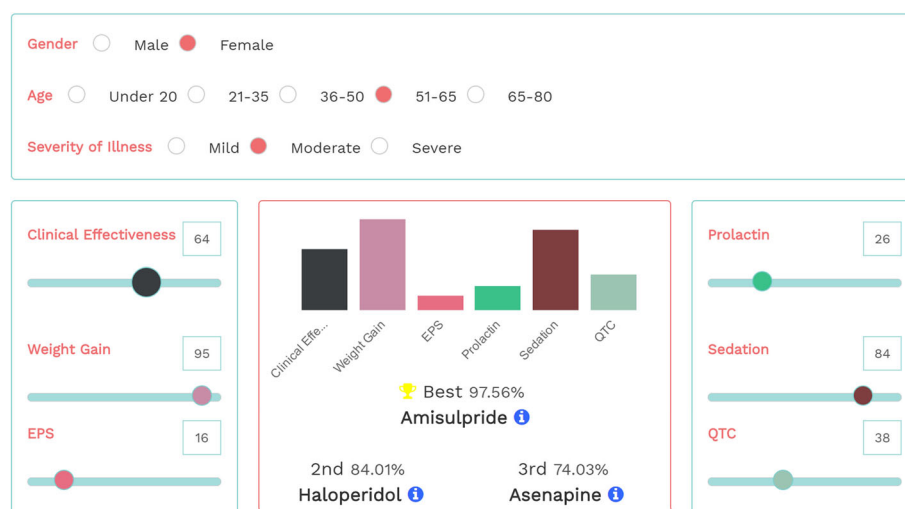 Gender Male Female
Age Under 20 21-35 36-50 51-65 65-80
Severity of Illness Mild Moderate Severe
Clinical Effectiveness 64
Weight Gain 95
EPS 16
Clinical Effe... Weight Gain EPS Prolactin Sedation QTC
Best 97.56%
Amisulpride
2nd 84.01% 3rd 74.03%
Haloperidol Asenapine
Prolactin 26
Sedation 84
QTC 38